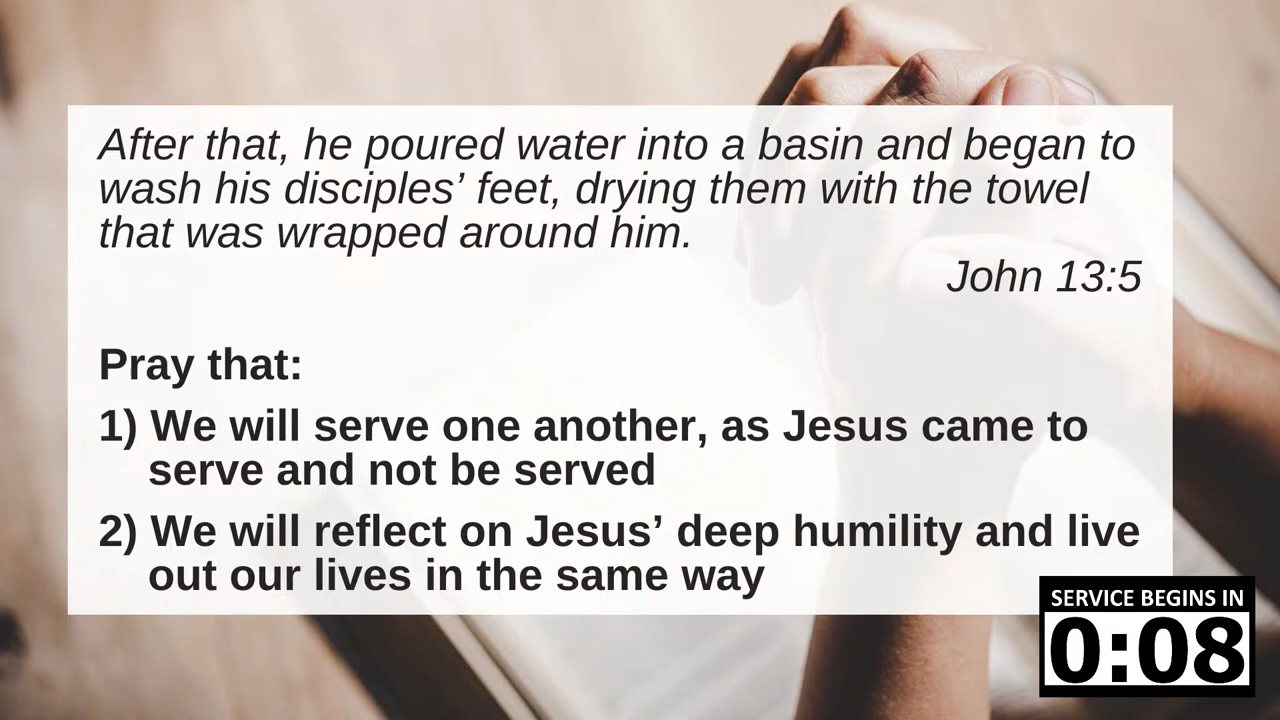 After that, he poured water into a basin and began to
wash his disciples’ feet, drying them with the towel
that was wrapped around him.
John 13:5
Pray that:
1) We will serve one another, as Jesus came to
serve and not be served
2) We will reflect on Jesus’ deep humility and live
out our lives in the same way
SERVICE BEGINS IN
0:08